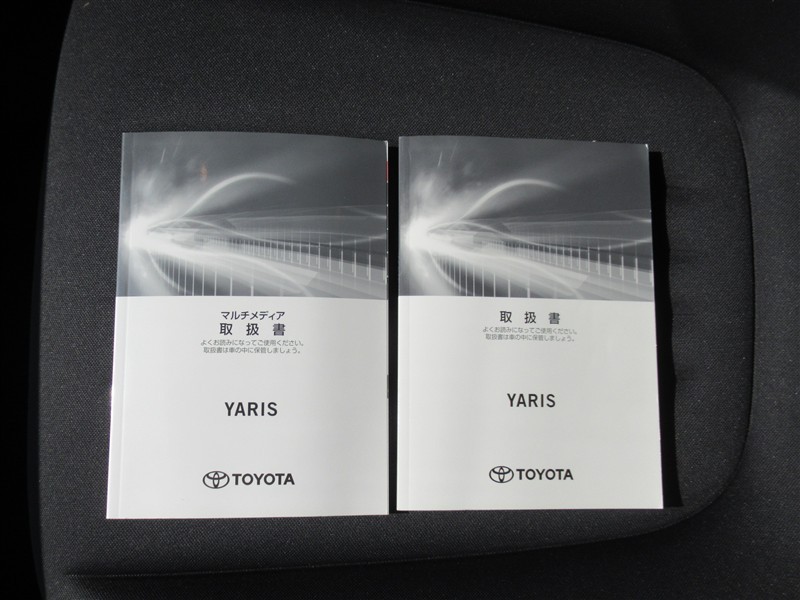 マルチメディア
取扱書
よくお読みになってご使用ください。
取扱書は車の中に保管しましょう。
YARIS
TOYOTA
取扱書
よくお読みになってご使用ください。
取扱書は車の中に保管しましょう。
YARIS
TOYOTA